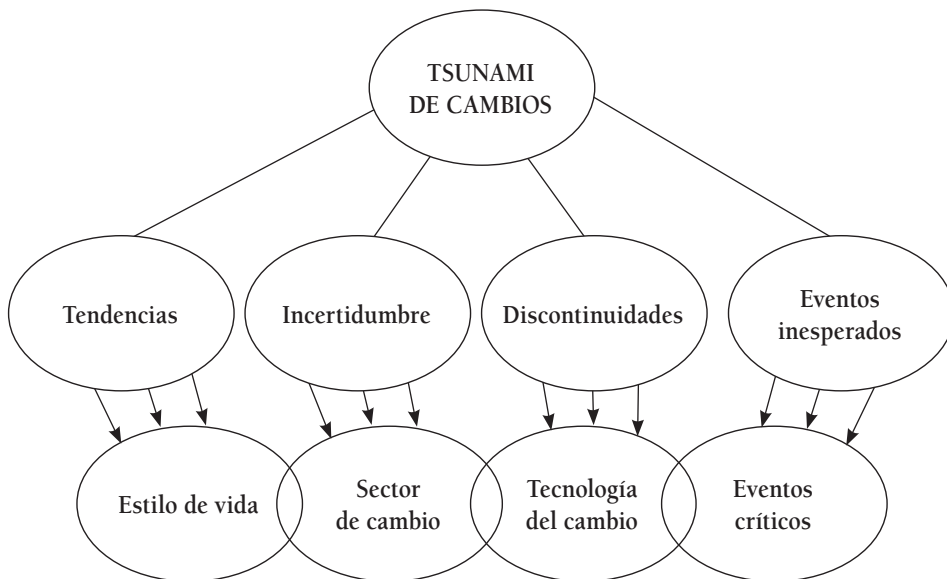 TSUNAMI
DE CAMBIOS
Tendencias
Incertidumbre
Discontinuidades
Eventos
inesperados
Estilo de vida
Sector
de cambio
Tecnología
del cambio
Eventos
críticos